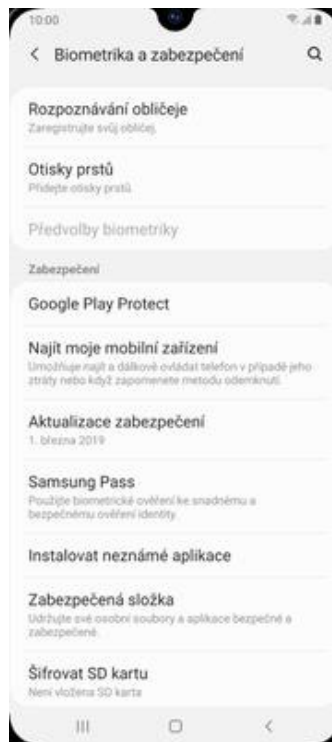 10:00
Biometrika a zabezpečení
Rozpoznávání obličeje
Zaregistrujte svůj obličej.
Otisky prstů
Přidejte otisky prstů.
Předvolby biometriky
Zabezpečení
Google Play Protect
Najít moje mobilní zařízení
Umožňuje najít a dálkově ovládat telefon v případě jeho
ztráty nebo když zapomenete metodu odemknutí.
Aktualizace zabezpečení
1. března 2019
Samsung Pass
Použijte biometrické ověření ke snadnému a
bezpečnému ověření identity.
Instalovat neznámé aplikace
Zabezpečená složka
Udržujte své osobní soubory a aplikace bezpečné a
zabezpečené.
Šifrovat SD kartu
Není vložena SD karta